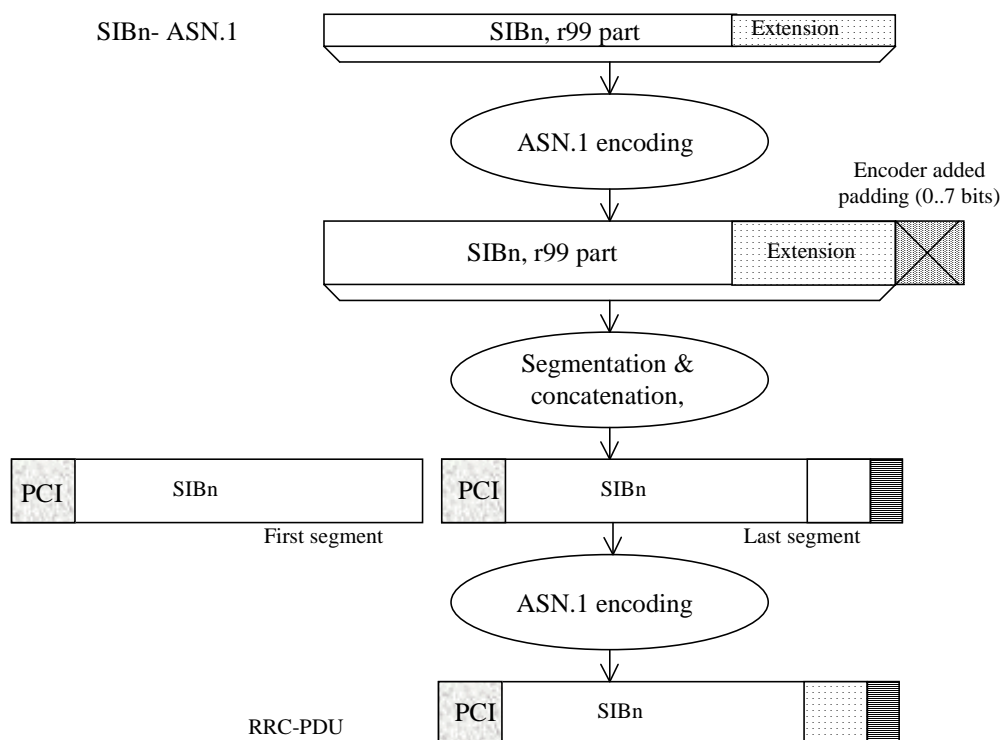 SIBn- ASN.1
SIBn, r99 part
Extension
ASN.1 encoding
Encoder added
padding (0..7 bits)
SIBn, r99 part
Extension
Segmentation &
concatenation,
PCI
SIBn
PCI
SIBn
First segment
Last segment
ASN.1 encoding
PCI
SIBn
RRC-PDU